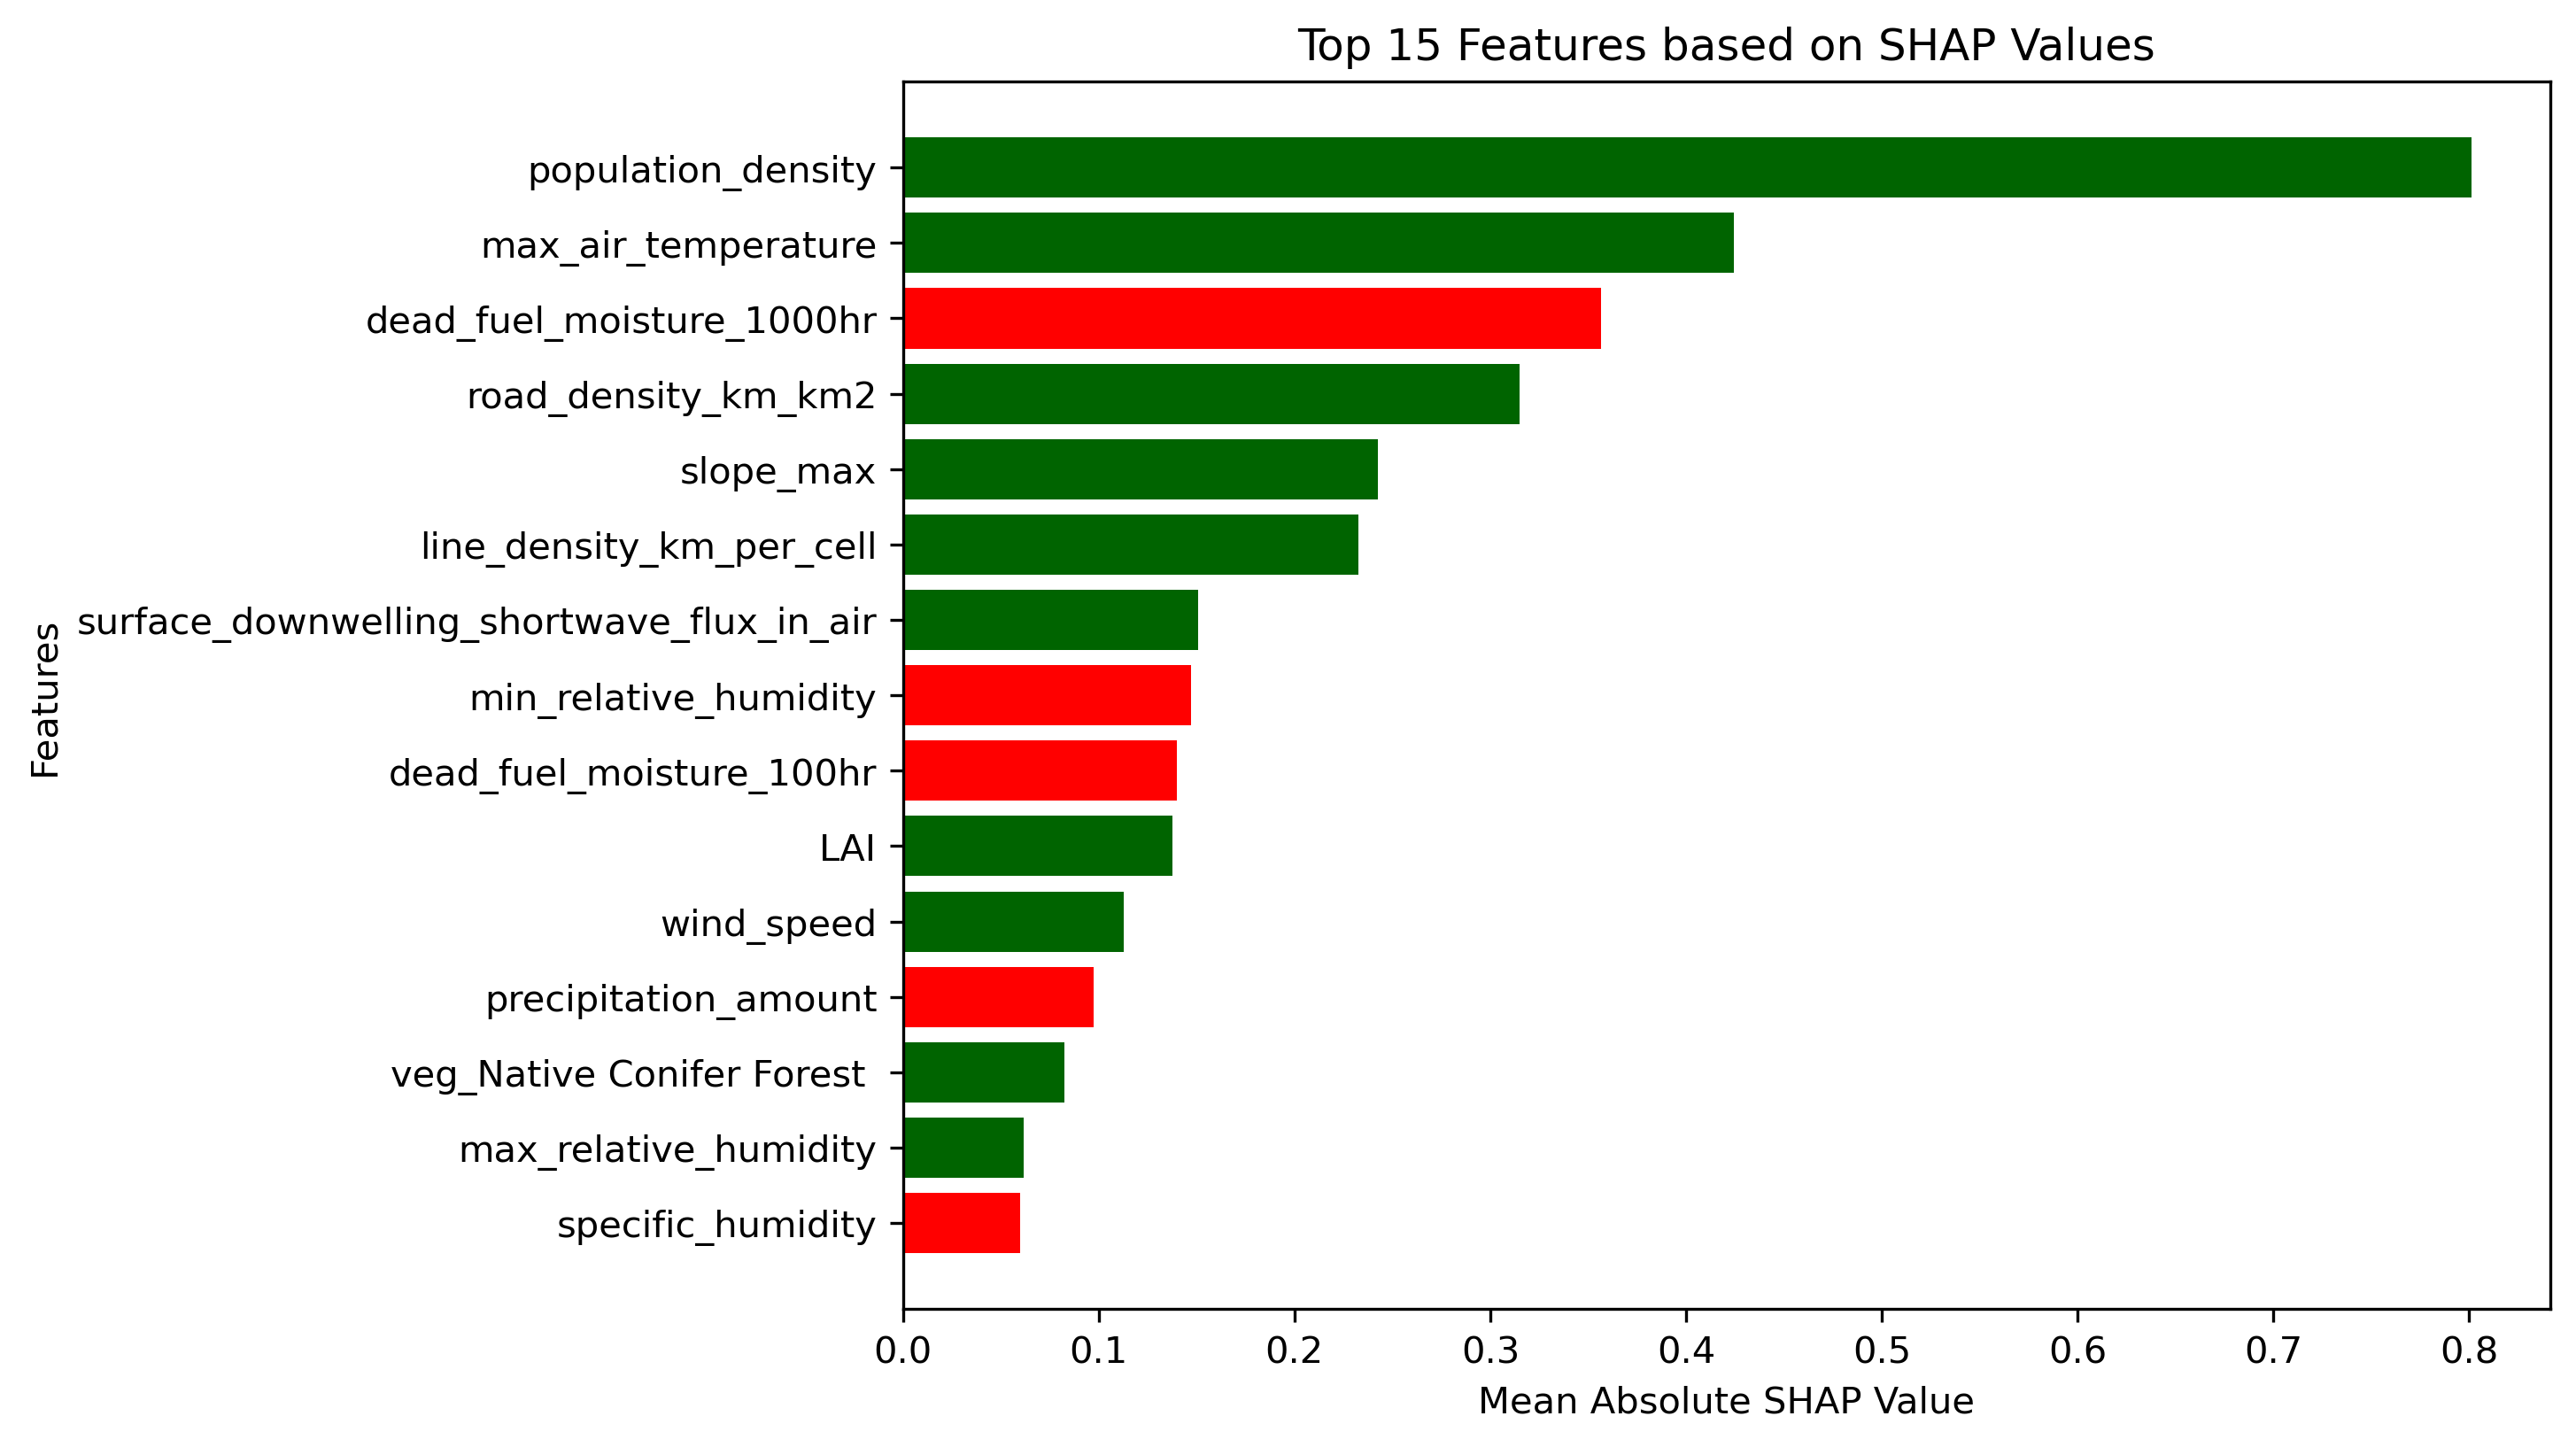 Top 15 Features based on SHAP Values
Features
population_density
max_air_temperature
dead_fuel_moisture_1000hr
road_density_km_km2
slope_max
line_density_km_per_cell
surface_downwelling_shortwave_flux_in_air
min_relative_humidity
dead_fuel_moisture_100hr
LAI
wind_speed
precipitation_amount
veg_Native Conifer Forest
max_relative_humidity
specific_humidity
0.0 0.1 0.2 0.3 0.4 0.5 0.6 0.7 0.8
Mean Absolute SHAP Value